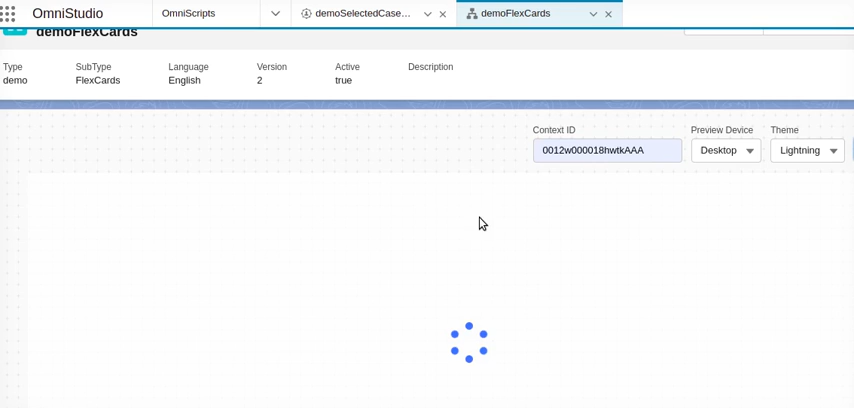 OmniStudio
OmniScripts
demoSelectedCase...
demoFlexCards
demoFlexCards
Type
SubType
Language
Version
Active
Description
demo
FlexCards
English
2
true
Context ID
Preview Device
Theme
0012w000018hwtkAAA
Desktop
Lightning